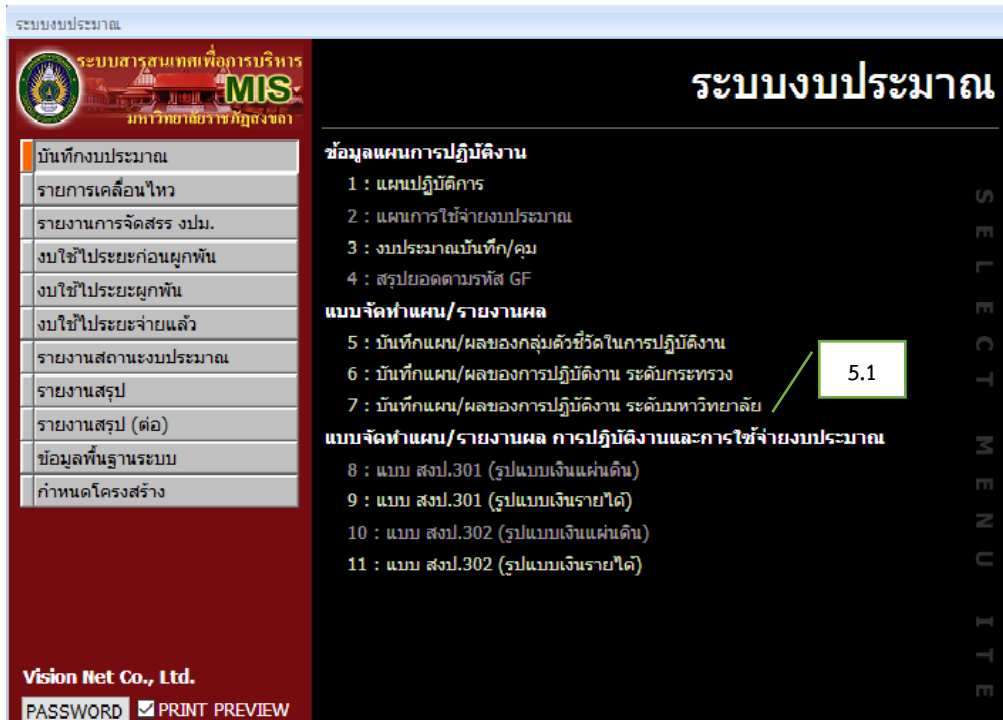 ระบบงบประมาณ
ระบบสารสนเทศเพื่อการบริหาร
MIS
มหาวิทยาลัยราชภัฏสงขลา
ระบบงบประมาณ
บันทึกงบประมาณ
รายการเคลื่อนไหว
รายงานการจัดสรร งปม.
งบใช้ไประยะก่อนผูกพัน
งบใช้ไประยะผูกพัน
งบใช้ไประยะจ่ายแล้ว
รายงานสถานะงบประมาณ
รายงานสรุป
รายงานสรุป (ต่อ)
ข้อมูลพื้นฐานระบบ
กำหนดโครงสร้าง
Vision Net Co., Ltd.
PASSWORD PRINT PREVIEW
ข้อมูลแผนการปฏิบัติงาน
1 : แผนปฏิบัติการ
2 : แผนการใช้จ่ายงบประมาณ
3 : งบประมาณบันทึก/คุม
4 : สรุปยอดตามรหัส GF
แบบจัดทำแผน/รายงานผล
5 : บันทึกแผน/ผลของกลุ่มตัวชี้วัดในการปฏิบัติงาน
6 : บันทึกแผน/ผลของการปฏิบัติงาน ระดับกระทรวง
7 : บันทึกแผน/ผลของการปฏิบัติงาน ระดับมหาวิทยาลัย
5.1
แบบจัดทำแผน/รายงานผล การปฏิบัติงานและการใช้จ่ายงบประมาณ
8 : แบบ สงป.301 (รูปแบบเงินแผ่นดิน)
9 : แบบ สงป.301 (รูปแบบเงินรายได้)
10 : แบบ สงป.302 (รูปแบบเงินแผ่นดิน)
11 : แบบ สงป.302 (รูปแบบเงินรายได้)
SELECT MENU ITE